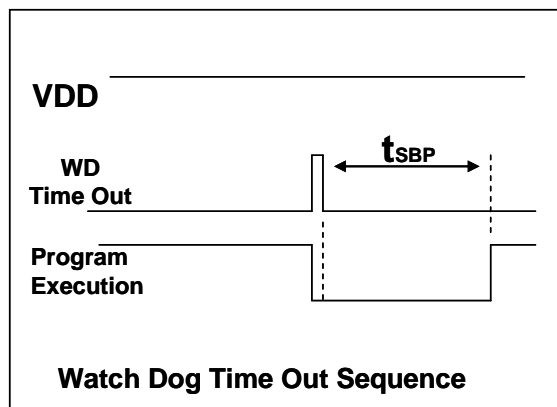 VDD
tSBP
WD
Time Out
Program
Execution
Watch Dog Time Out Sequence